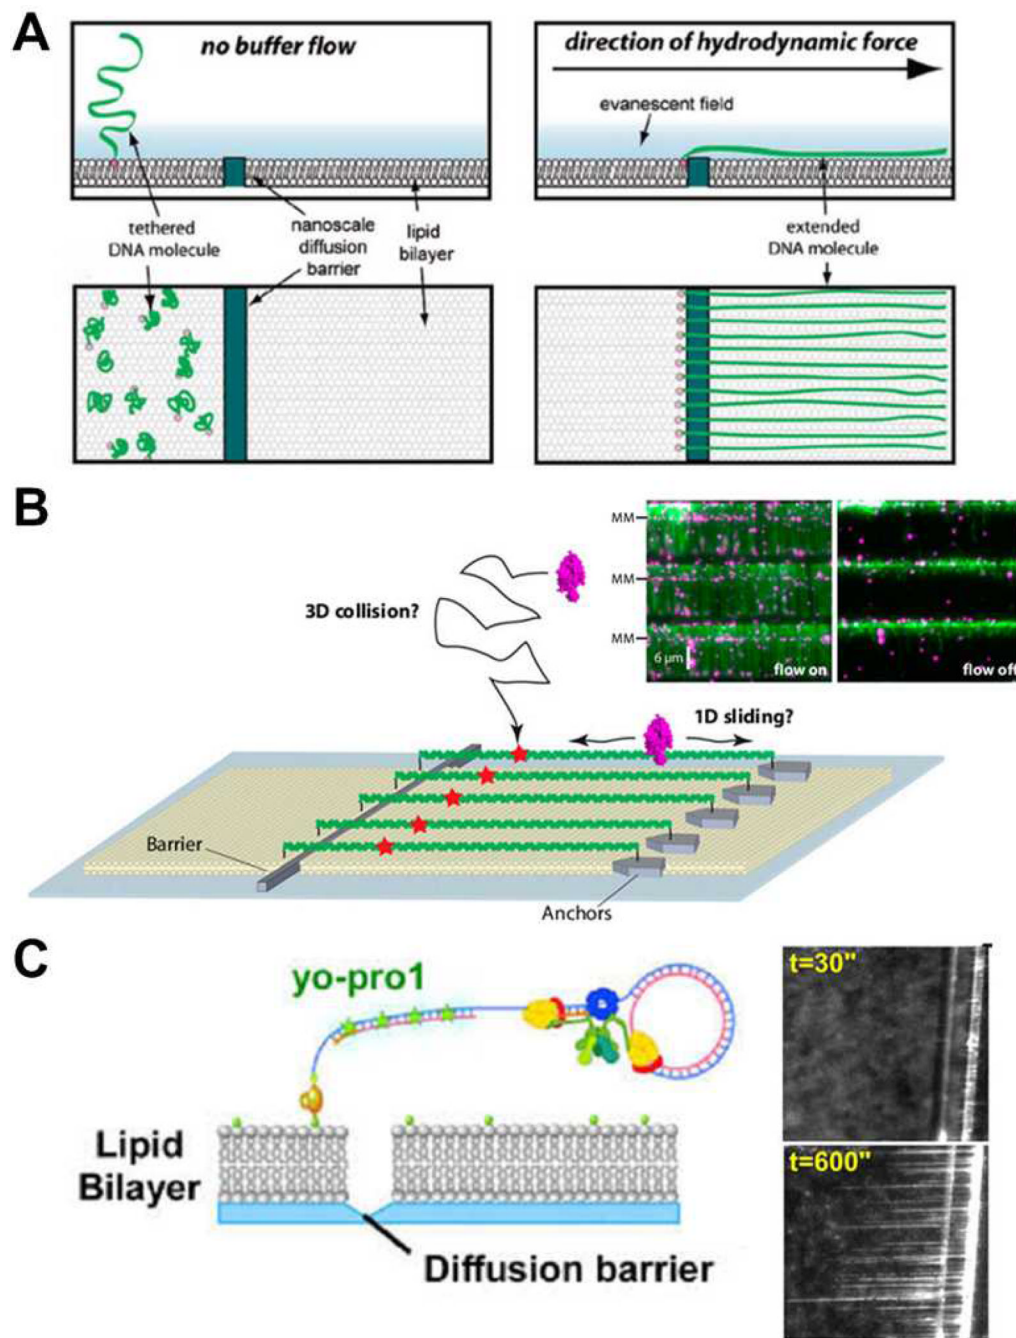 A
no buffer flow
direction of hydrodynamic force
evanescent field
tethered
DNA molecule
nanoscale
diffusion
barrier
lipid
bilayer
extended
DNA molecule
B
MM
MM
MM
6 μm
flow on
flow off
3D collision?
1D sliding?
Barrier
Anchors
C
yo-pro1
t=30"
t=600"
Lipid
Bilayer
Diffusion barrier